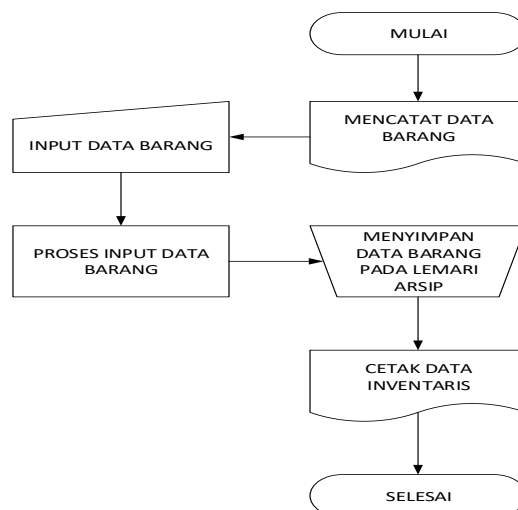 MULAI
MENCATAT DATA
BARANG
INPUT DATA BARANG
PROSES INPUT DATA
BARANG
MENYIMPAN
DATA BARANG
PADA LEMARI
ARSIP
CETAK DATA
INVENTARIS
SELESAI